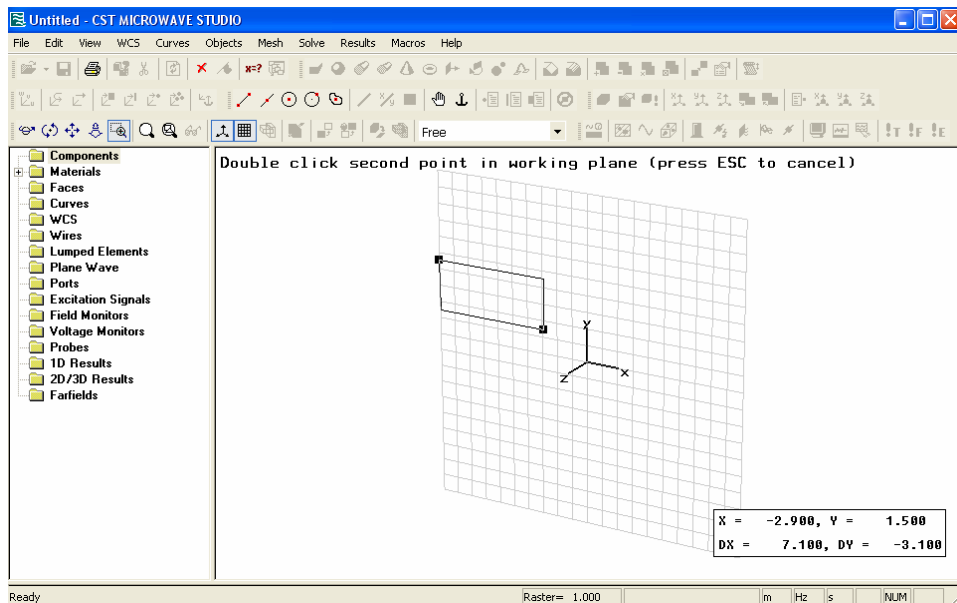 Untitled - CST MICROWAVE STUDIO
File Edit View WCS Curves Objects Mesh Solve Results Macros Help
Free
Components
Materials
Faces
Curves
WCS
Wires
Lumped Elements
Plane Wave
Ports
Excitation Signals
Field Monitors
Voltage Monitors
Probes
1D Results
2D/3D Results
Farfields
Double click second point in working plane (press ESC to cancel)
Y
X
Z
X = -2.900, Y = 1.500
DX = 7.100, DY = -3.100
Ready Raster= 1.000 m Hz s NUM